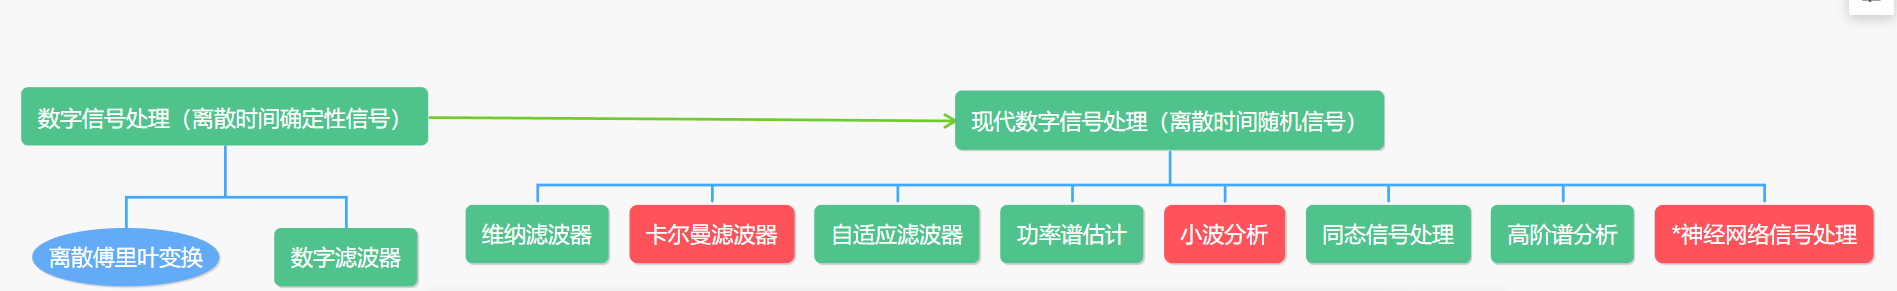 数字信号处理（离散时间确定性信号）
现代数字信号处理（离散时间随机信号）
离散傅里叶变换
数字滤波器
维纳滤波器
卡尔曼滤波器
自适应滤波器
功率谱估计
小波分析
同态信号处理
高阶谱分析
*神经网络信号处理